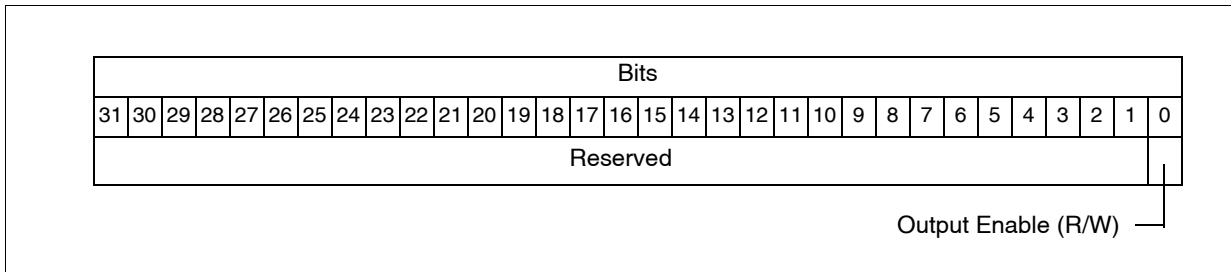 Bits
31 30 29 28 27 26 25 24 23 22 21 20 19 18 17 16 15 14 13 12 11 10 9 8 7 6 5 4 3 2 1 0
Reserved
Output Enable (R/W)